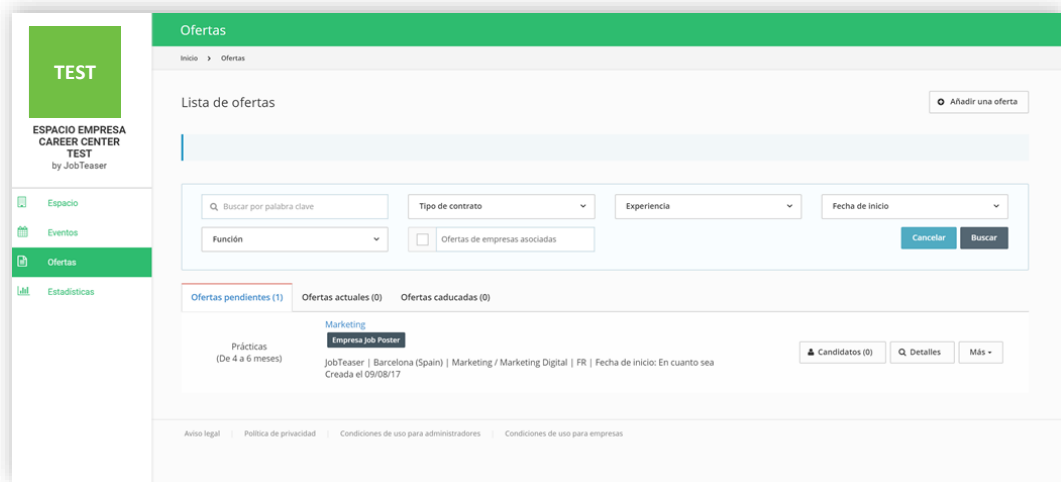 Ofertas
TEST
Inicio > Ofertas
Lista de ofertas
Añadir una oferta
ESPACIO EMPRESA
CAREER CENTER
TEST
by JobTeaser
Espacio
Eventos
Ofertas
Estadísticas
Buscar por palabra clave
Tipo de contrato
Experiencia
Fecha de inicio
Función
Ofertas de empresas asociadas
Cancelar
Buscar
Ofertas pendientes (1)
Ofertas actuales (0)
Ofertas caducadas (0)
Prácticas
(De 4 a 6 meses)
Marketing
Empresa Job Poster
JobTeaser | Barcelona (Spain) | Marketing / Marketing Digital | FR | Fecha de inicio: En cuanto sea
Creada el 09/08/17
Candidatos (0)
Detalles
Más
Aviso legal | Política de privacidad | Condiciones de uso para administradores | Condiciones de uso para empresas